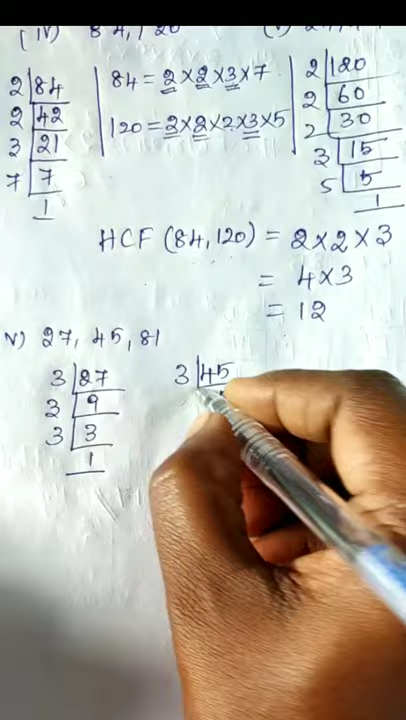 (iv) 84, 120
2 | 84
2 | 42
3 | 21
7 | 7
1
84 = 2×2×3×7
120 = 2×2×2×3×5
2 | 120
2 | 60
2 | 30
3 | 15
5 | 5
1
HCF (84, 120) = 2×2×3
= 4×3
= 12
v) 27, 45, 81
3 | 27
3 | 9
3 | 3
1
3 | 45